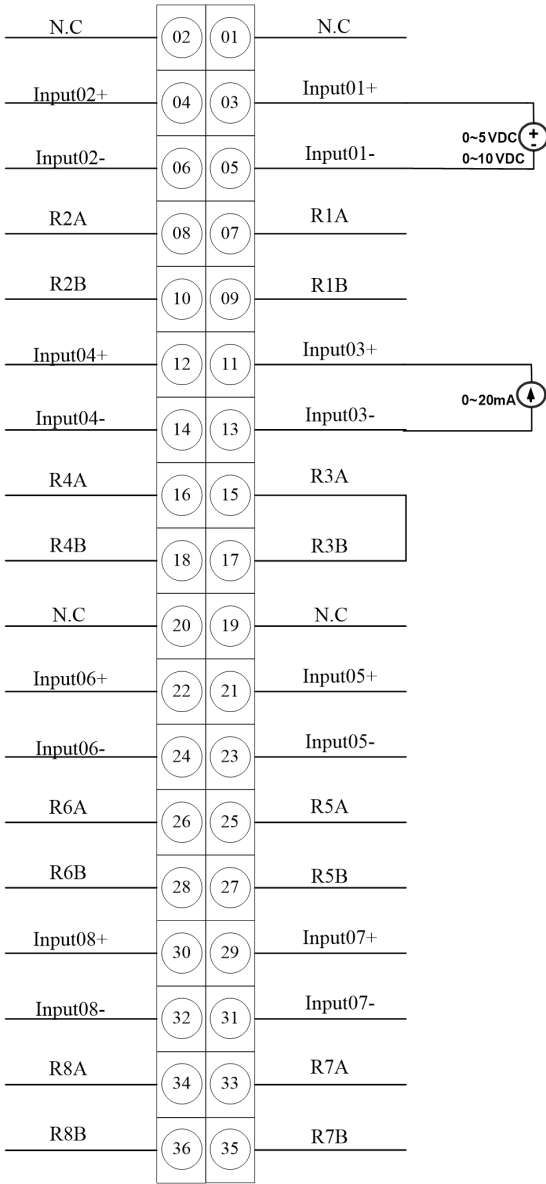 N.C 02 01 N.C
Input02+ 04 03 Input01+
0~5VDC + -
Input02- 06 05 Input01- 0~10VDC
R2A 08 07 R1A
R2B 10 09 R1B
Input04+ 12 11 Input03+
0~20mA
Input04- 14 13 Input03-
R4A 16 15 R3A
R4B 18 17 R3B
N.C 20 19 N.C
Input06+ 22 21 Input05+
Input06- 24 23 Input05-
R6A 26 25 R5A
R6B 28 27 R5B
Input08+ 30 29 Input07+
Input08- 32 31 Input07-
R8A 34 33 R7A
R8B 36 35 R7B